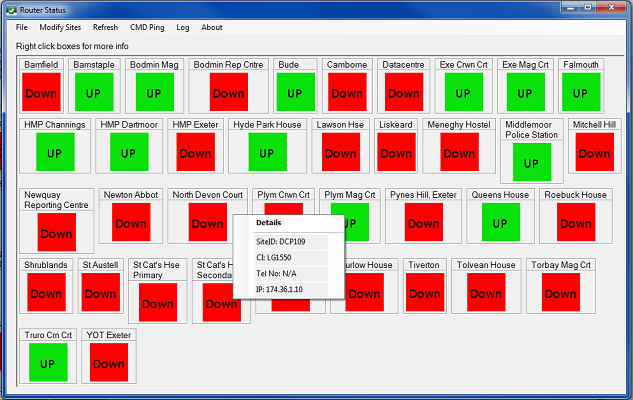 Router Status
File Modify Sites Refresh CMD Ping Log About
Right click boxes for more info
Barnfield Barnstaple Bodmin Mag Bodmin Rep Cntre Bude Camborne Datacentre Exe Crwn Crt Exe Mag Crt Falmouth
Down UP UP Down UP Down Down UP UP UP
HMP Channings HMP Dartmoor HMP Exeter Hyde Park House Lawson Hse Liskeard Meneghy Hostel Middlemoor Mitchell Hill
Police Station
UP UP Down UP Down Down Down UP Down
Newquay Newton Abbot North Devon Court Plym Crwn Crt Plym Mag Crt Pynes Hill, Exeter Queens House Roebuck House
Reporting Centre
Down Down Down UP Down UP Down
Details
SiteID: DCP109
CI: LG1550
Tel No: N/A
IP: 174.36.1.10
Shrublands St Austell St Cat's Hse St Cat's H Tiverton Tolvean House Torbay Mag Crt
Primary Seconda urlow House
Down Down Down Down Down Down Down Down Down
Truro Crn Crt YOT Exeter
UP Down